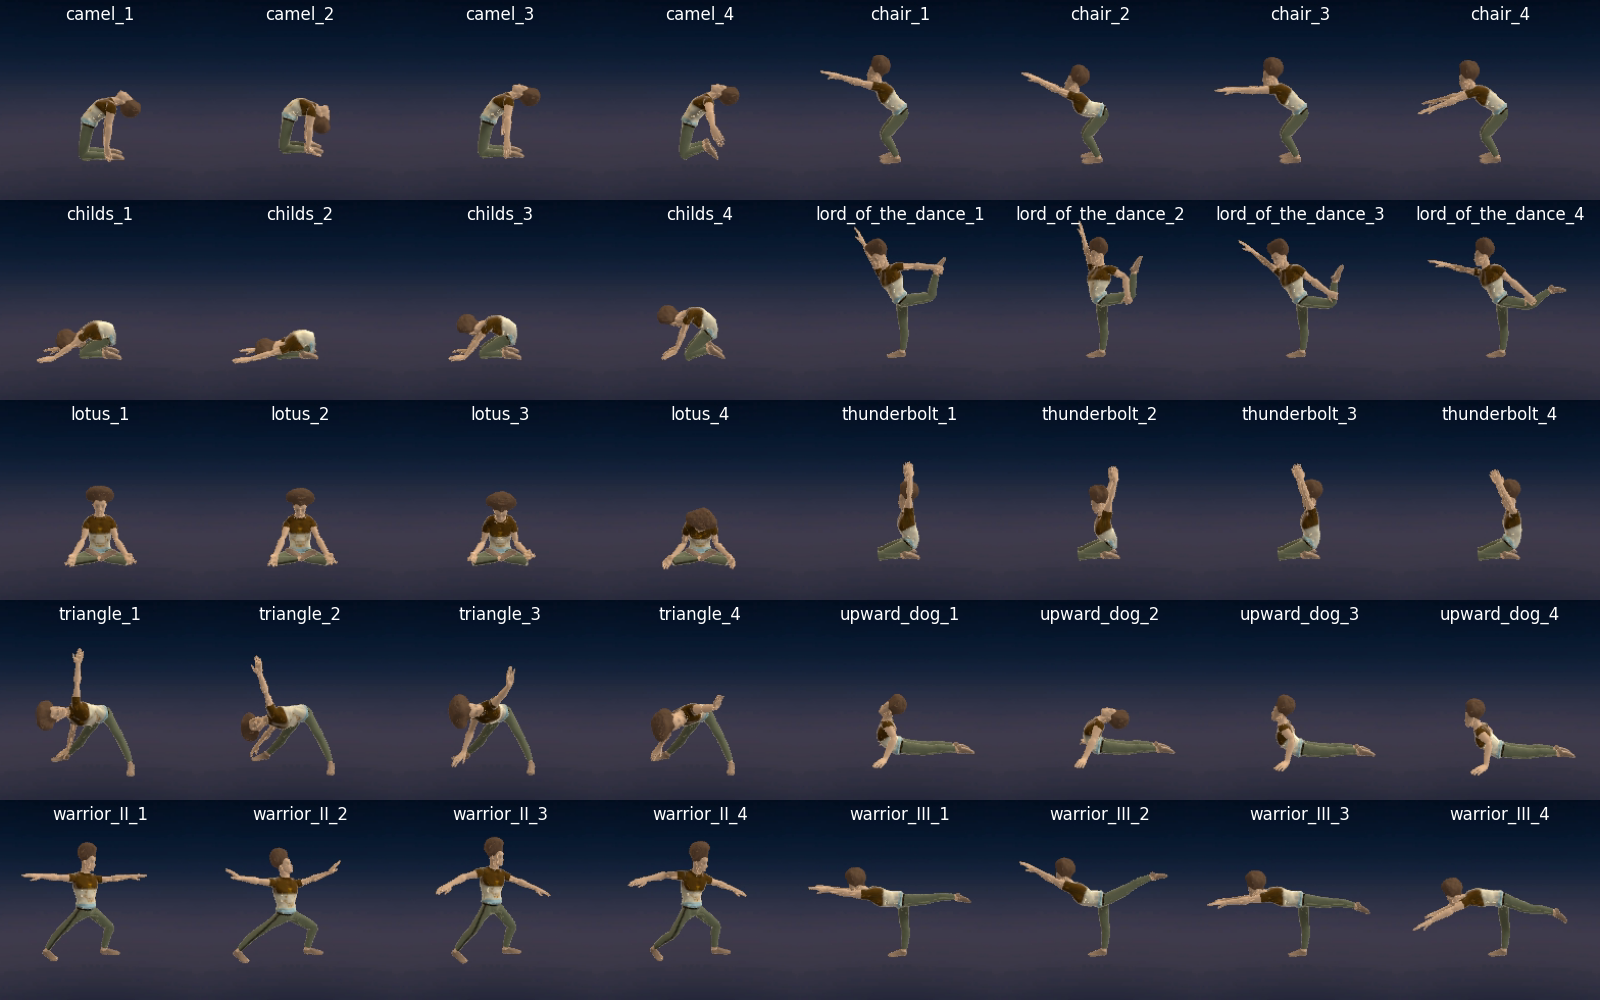 camel_1 camel_2 camel_3 camel_4 chair_1 chair_2 chair_3 chair_4
childs_1 childs_2 childs_3 childs_4 lord_of_the_dance_1 lord_of_the_dance_2 lord_of_the_dance_3 lord_of_the_dance_4
lotus_1 lotus_2 lotus_3 lotus_4 thunderbolt_1 thunderbolt_2 thunderbolt_3 thunderbolt_4
triangle_1 triangle_2 triangle_3 triangle_4 upward_dog_1 upward_dog_2 upward_dog_3 upward_dog_4
warrior_II_1 warrior_II_2 warrior_II_3 warrior_II_4 warrior_III_1 warrior_III_2 warrior_III_3 warrior_III_4